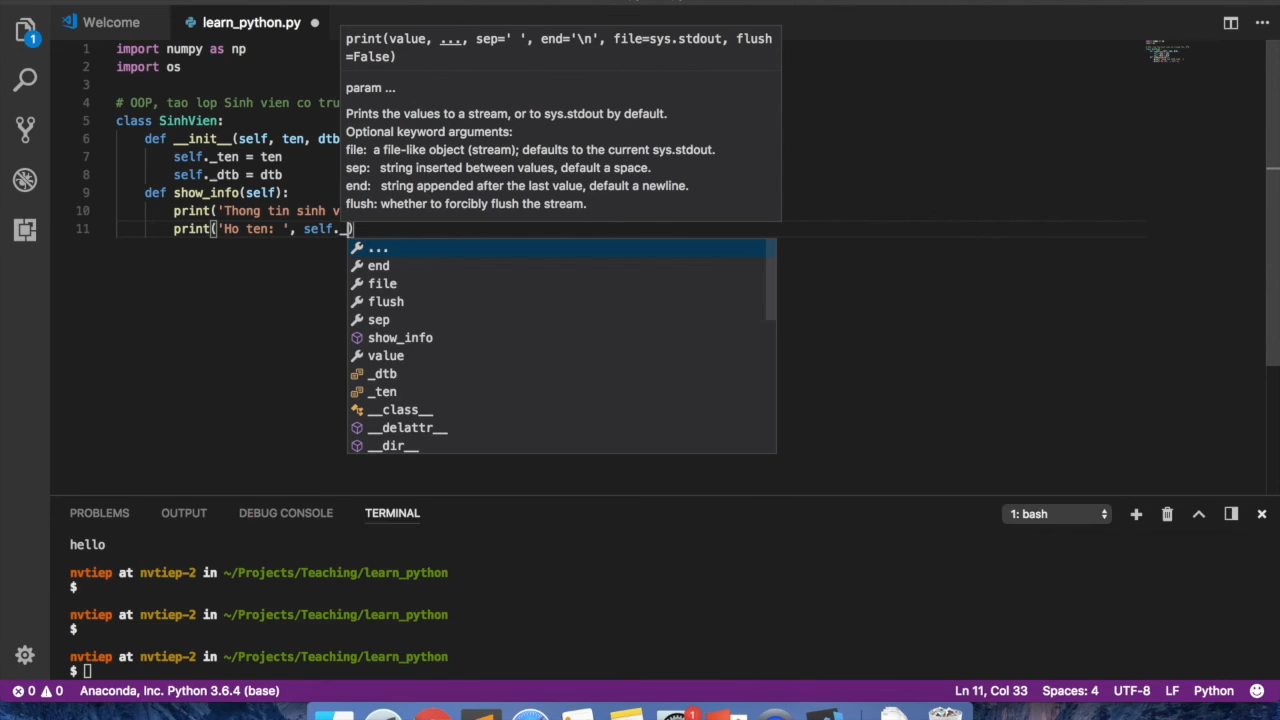 Welcome
learn_python.py
1
print(value, ..., sep=' ', end='\n', file=sys.stdout, flush
=False)
param ...
Prints the values to a stream, or to sys.stdout by default.
Optional keyword arguments:
file: a file-like object (stream); defaults to the current sys.stdout.
sep: string inserted between values, default a space.
end: string appended after the last value, default a newline.
flush: whether to forcibly flush the stream.
1 import numpy as np
2 import os
3
4 # OOP, tao lop Sinh vien co tru
5 class SinhVien:
6 def __init__(self, ten, dtb
7 self._ten = ten
8 self._dtb = dtb
9 def show_info(self):
10 print('Thong tin sinh v
11 print('Ho ten: ', self._)
...
end
file
flush
sep
show_info
value
_dtb
_ten
__class__
__delattr__
__dir__
PROBLEMS OUTPUT DEBUG CONSOLE TERMINAL
1: bash
hello
nvtiep at nvtiep-2 in ~/Projects/Teaching/learn_python
$
nvtiep at nvtiep-2 in ~/Projects/Teaching/learn_python
$
nvtiep at nvtiep-2 in ~/Projects/Teaching/learn_python
$
0 0 Anaconda, Inc. Python 3.6.4 (base)
Ln 11, Col 33 Spaces: 4 UTF-8 LF Python
1